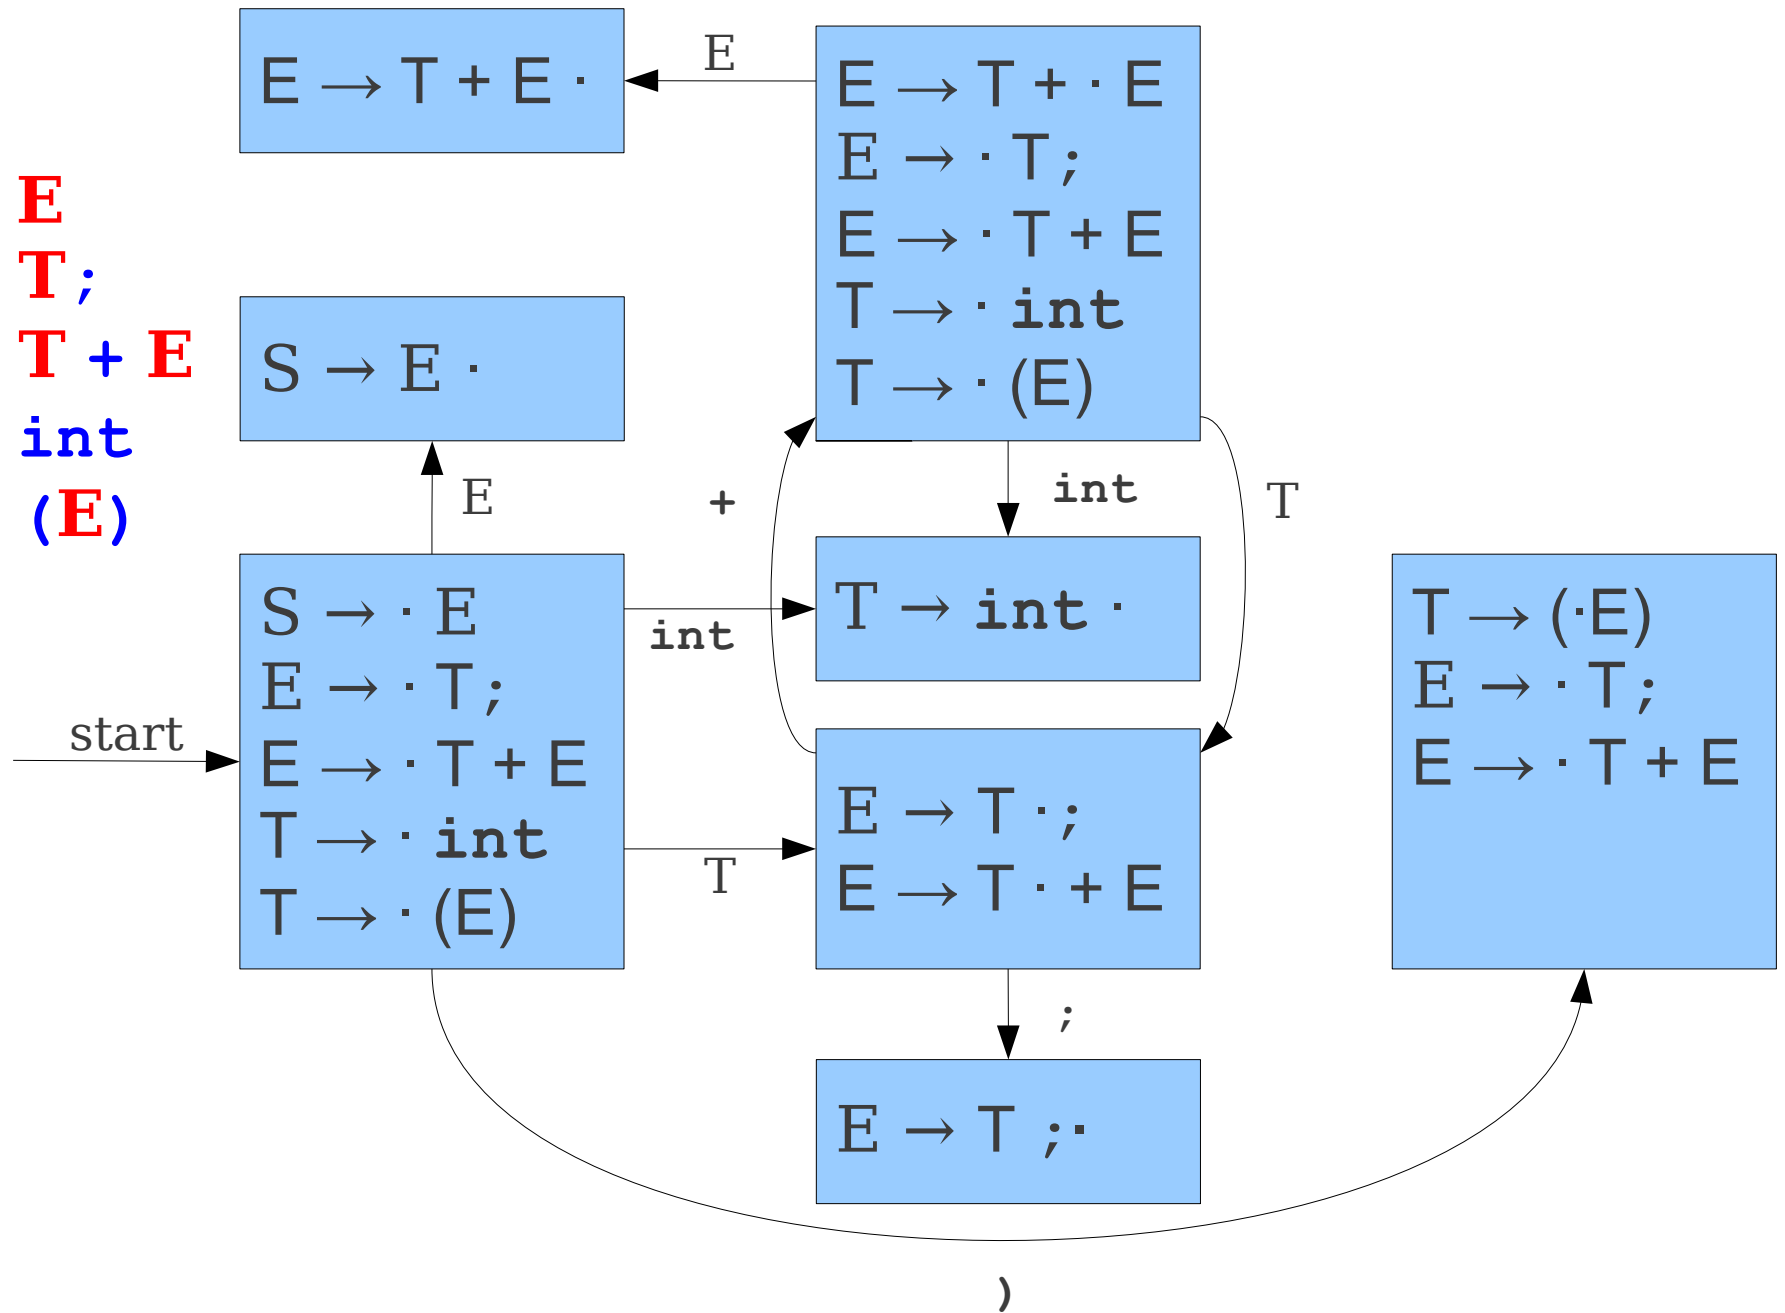 E
T ;
T + E
int
(E)
E → T + E ·
E
E → T + · E
E → · T ;
E → · T + E
T → · int
T → · (E)
S → E ·
E
+
int
T
start
S → · E
E → · T ;
E → · T + E
T → · int
T → · (E)
int
T
T → int ·
E → T · ;
E → T · + E
;
E → T ; ·
T → (·E)
E → · T ;
E → · T + E
)